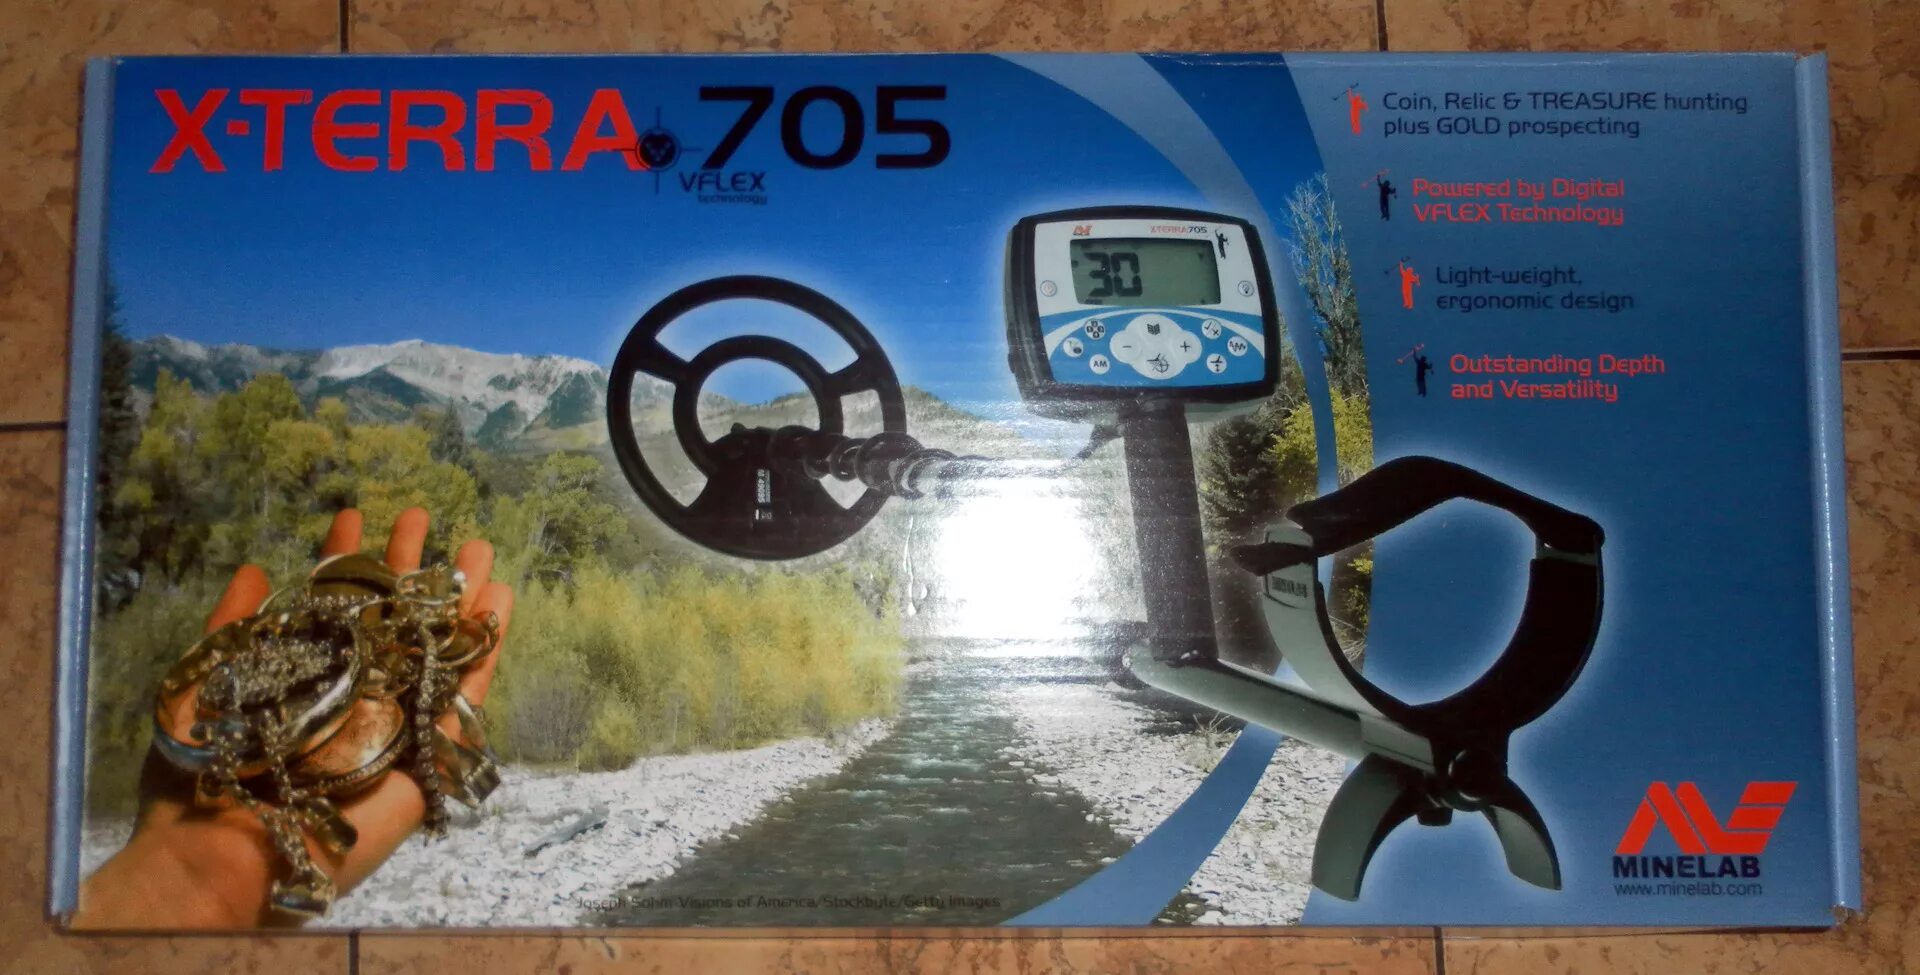 X-TERRA 705
VFLEX
technology
Coin, Relic & TREASURE hunting
plus GOLD prospecting
Powered by Digital
VFLEX Technology
Light-weight,
ergonomic design
Outstanding Depth
and Versatility
X-TERRA705
30
AM
MINELAB
www.minelab.com
Joseph Sohm-Visions of America/Stockbyte/Getty Images